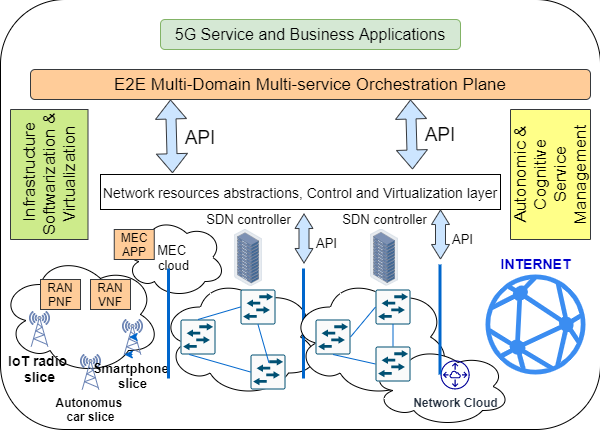 5G Service and Business Applications
E2E Multi-Domain Multi-service Orchestration Plane
Infrastructure
Softwarization &
Virtualization
API
API
Autonomic &
Cognitive
Service
Management
Network resources abstractions, Control and Virtualization layer
SDN controller
SDN controller
API
API
MEC
APP
MEC
cloud
INTERNET
RAN
PNF
RAN
VNF
IoT radio
slice
Smartphone
slice
Autonomus
car slice
Network Cloud